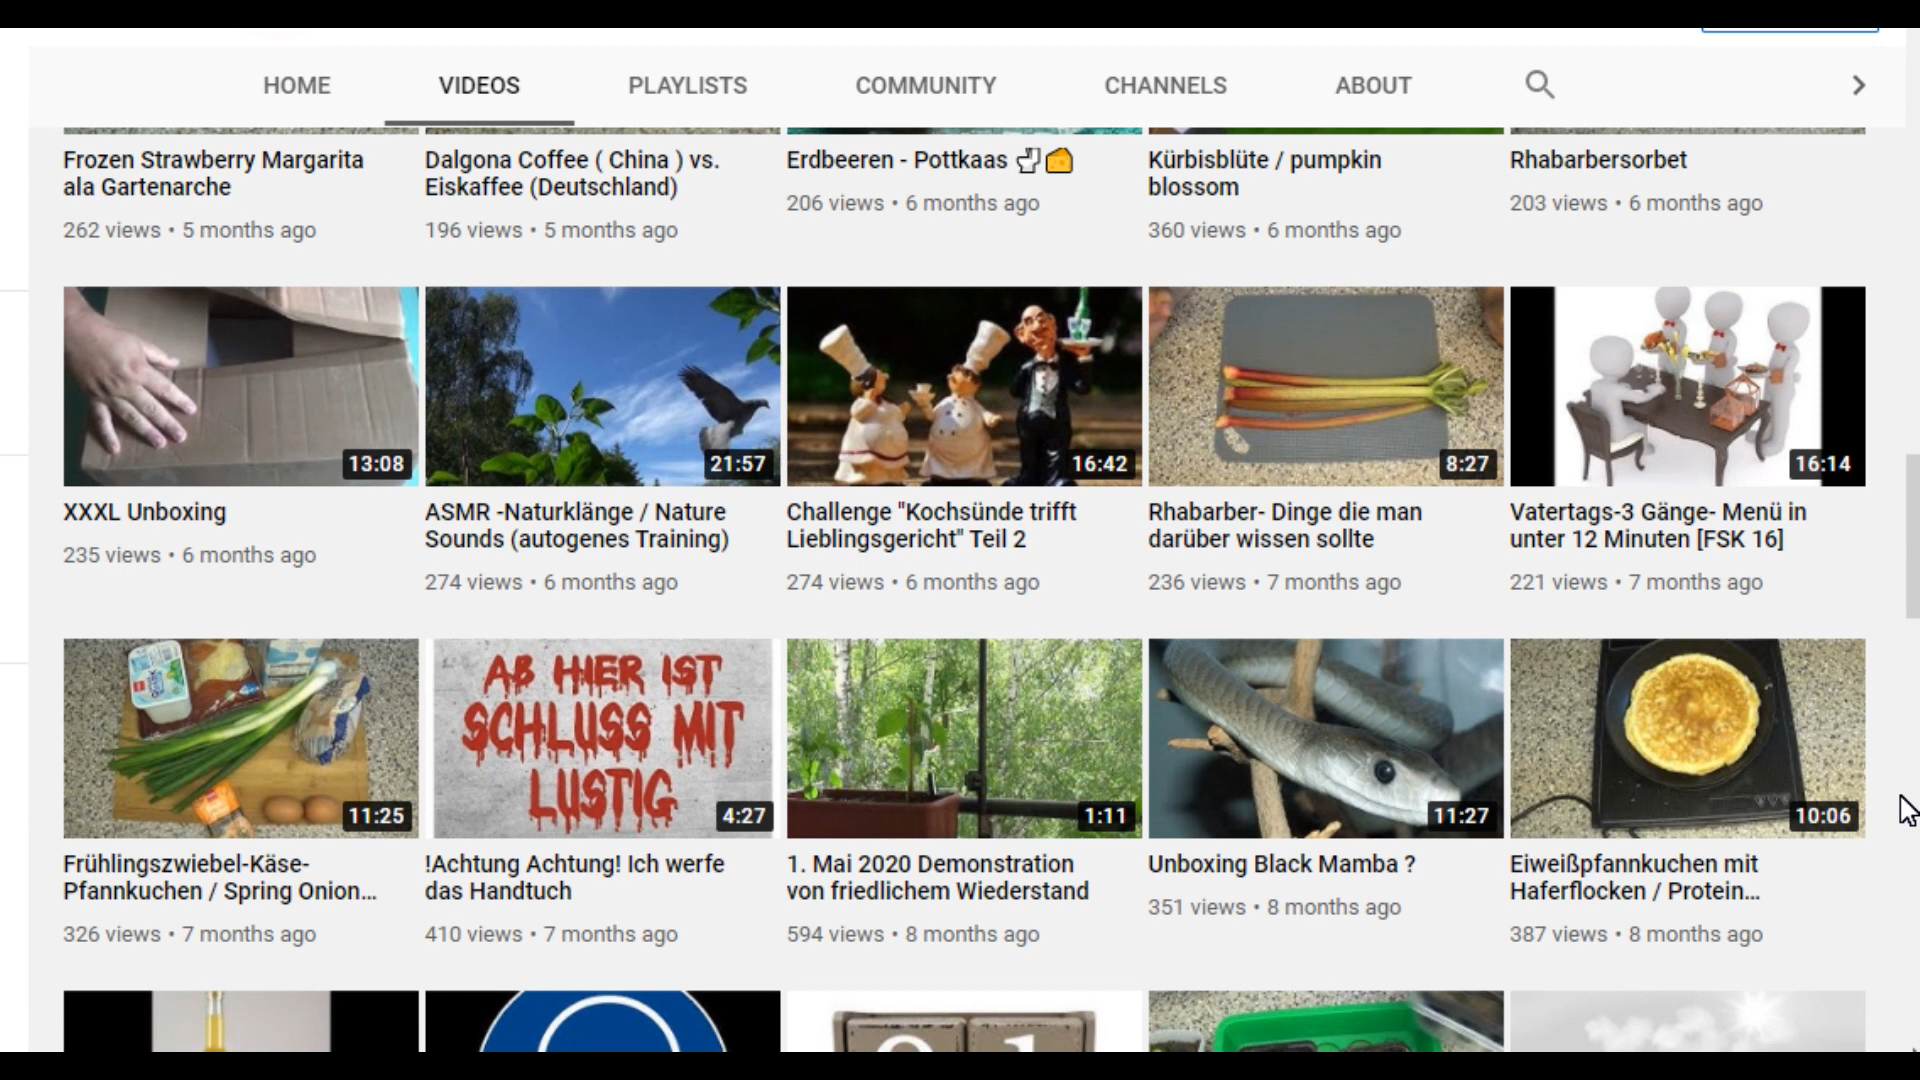 HOME VIDEOS PLAYLISTS COMMUNITY CHANNELS ABOUT
Frozen Strawberry Margarita
ala Gartenarche
262 views • 5 months ago
Dalgona Coffee ( China ) vs.
Eiskaffee (Deutschland)
196 views • 5 months ago
Erdbeeren - Pottkaas
206 views • 6 months ago
Kürbisblüte / pumpkin
blossom
360 views • 6 months ago
Rhabarbersorbet
203 views • 6 months ago
13:08
XXXL Unboxing
235 views • 6 months ago
21:57
ASMR -Naturklänge / Nature
Sounds (autogenes Training)
274 views • 6 months ago
16:42
Challenge "Kochsünde trifft
Lieblingsgericht" Teil 2
274 views • 6 months ago
8:27
Rhabarber- Dinge die man
darüber wissen sollte
236 views • 7 months ago
16:14
Vatertags-3 Gänge- Menü in
unter 12 Minuten [FSK 16]
221 views • 7 months ago
11:25
Frühlingszwiebel-Käse-
Pfannkuchen / Spring Onion...
326 views • 7 months ago
AB HIER IST
SCHLUSS MIT
LUSTIG
4:27
!Achtung Achtung! Ich werfe
das Handtuch
410 views • 7 months ago
1:11
1. Mai 2020 Demonstration
von friedlichem Wiederstand
594 views • 8 months ago
11:27
Unboxing Black Mamba ?
351 views • 8 months ago
10:06
Eiweißpfannkuchen mit
Haferflocken / Protein...
387 views • 8 months ago